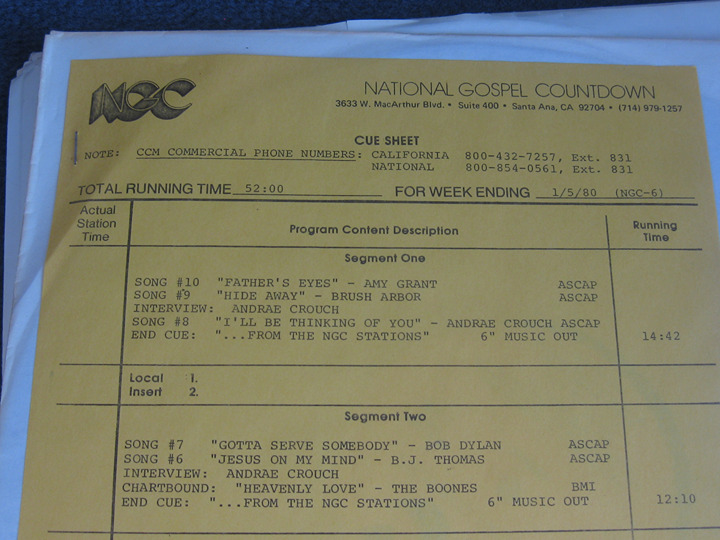 NGC
NATIONAL GOSPEL COUNTDOWN
3633 W. MacArthur Blvd. • Suite 400 • Santa Ana, CA 92704 • (714) 979-1257
CUE SHEET
NOTE: CCM COMMERCIAL PHONE NUMBERS: CALIFORNIA 800-432-7257, Ext. 831
NATIONAL 800-854-0561, Ext. 831
TOTAL RUNNING TIME 52:00 FOR WEEK ENDING 1/5/80 (NGC-6)
Actual Station Time
Program Content Description
Running Time
Segment One
SONG #10 "FATHER'S EYES" - AMY GRANT ASCAP
SONG #9 "HIDE AWAY" - BRUSH ARBOR ASCAP
INTERVIEW: ANDRAE CROUCH
SONG #8 "I'LL BE THINKING OF YOU" - ANDRAE CROUCH ASCAP
END CUE: "...FROM THE NGC STATIONS" 6" MUSIC OUT 14:42
Local 1.
Insert 2.
Segment Two
SONG #7 "GOTTA SERVE SOMEBODY" - BOB DYLAN ASCAP
SONG #6 "JESUS ON MY MIND" - B.J. THOMAS ASCAP
INTERVIEW: ANDRAE CROUCH
CHARTBOUND: "HEAVENLY LOVE" - THE BOONES BMI
END CUE: "...FROM THE NGC STATIONS" 6" MUSIC OUT 12:10